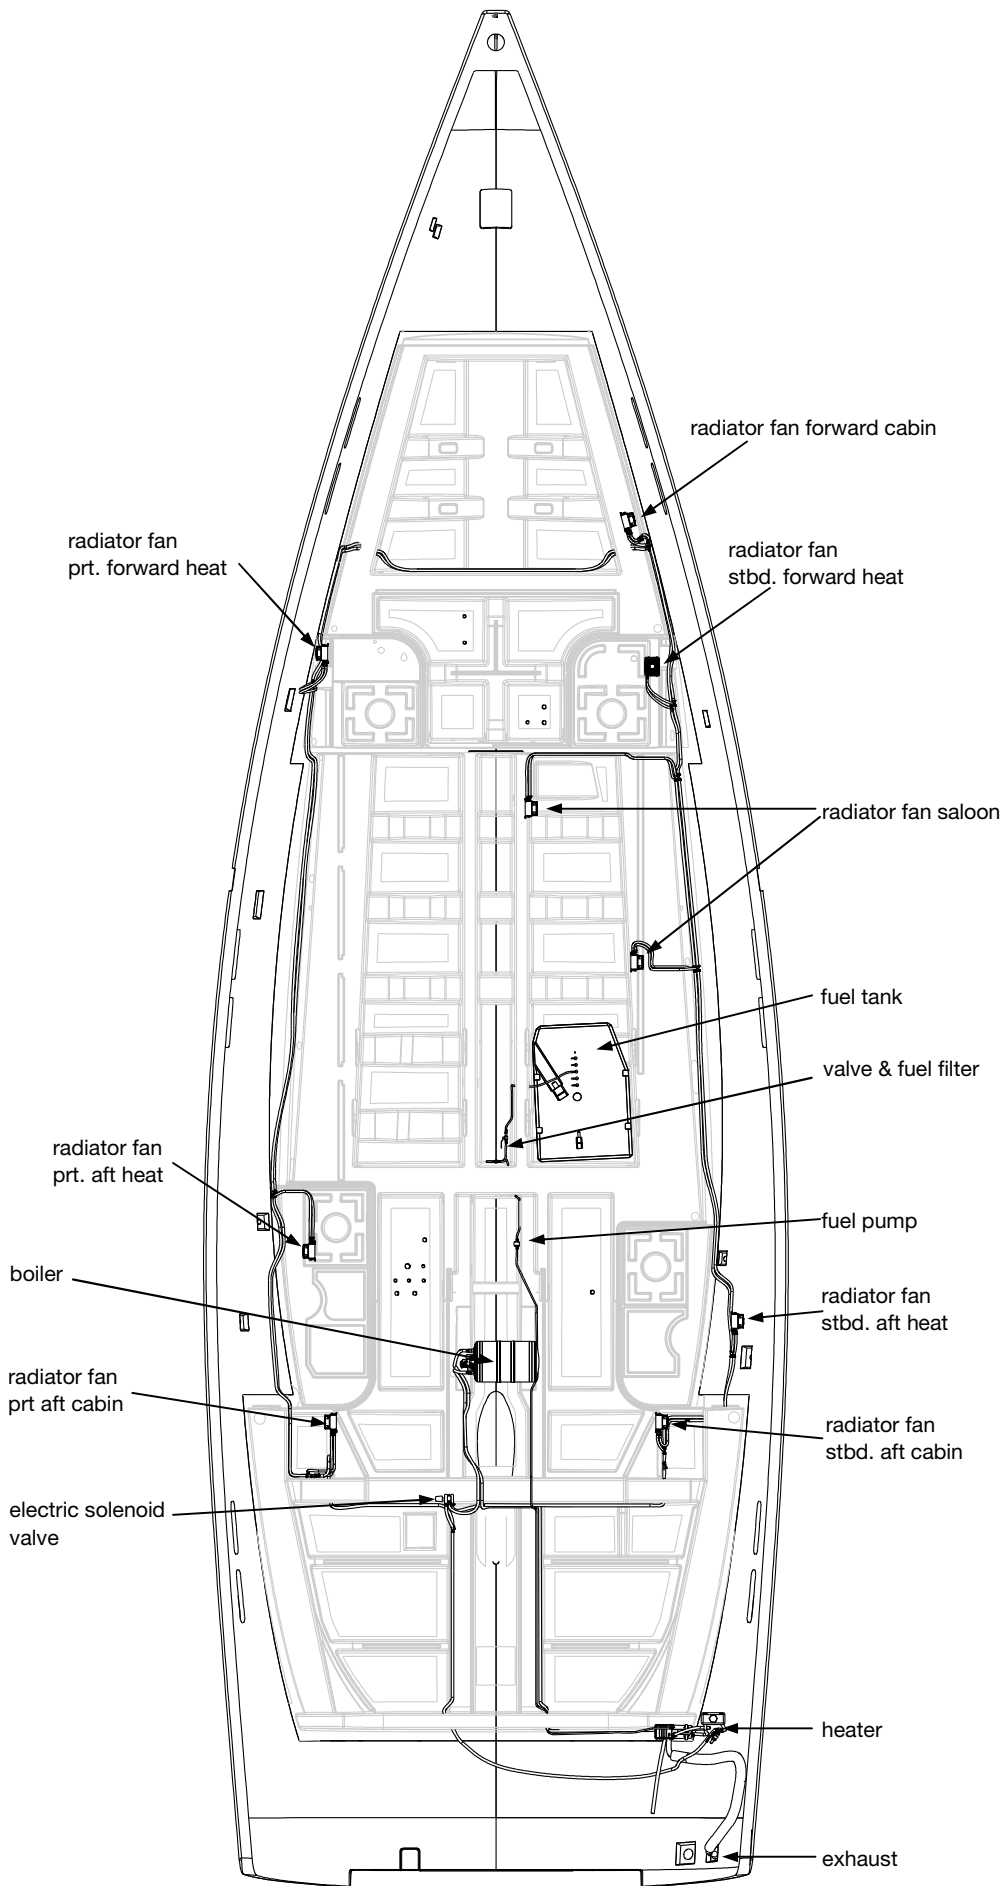 radiator fan forward cabin
radiator fan
prt. forward heat
radiator fan
stbd. forward heat
radiator fan saloon
fuel tank
valve & fuel filter
radiator fan
prt. aft heat
fuel pump
boiler
radiator fan
stbd. aft heat
radiator fan
prt aft cabin
radiator fan
stbd. aft cabin
electric solenoid
valve
heater
exhaust